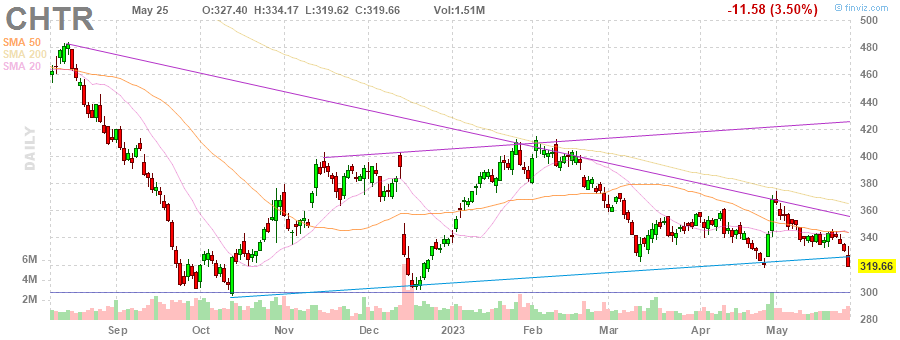 CHTR May 25 O:327.40 H:334.17 L:319.62 C:319.66 Vol:1.51M -11.58 (3.50%) © finviz.com
SMA 50
SMA 200
SMA 20
DAILY
500
480
460
440
420
400
380
360
340
319.66
300
280
6M
4M
2M
Sep Oct Nov Dec 2023 Feb Mar Apr May